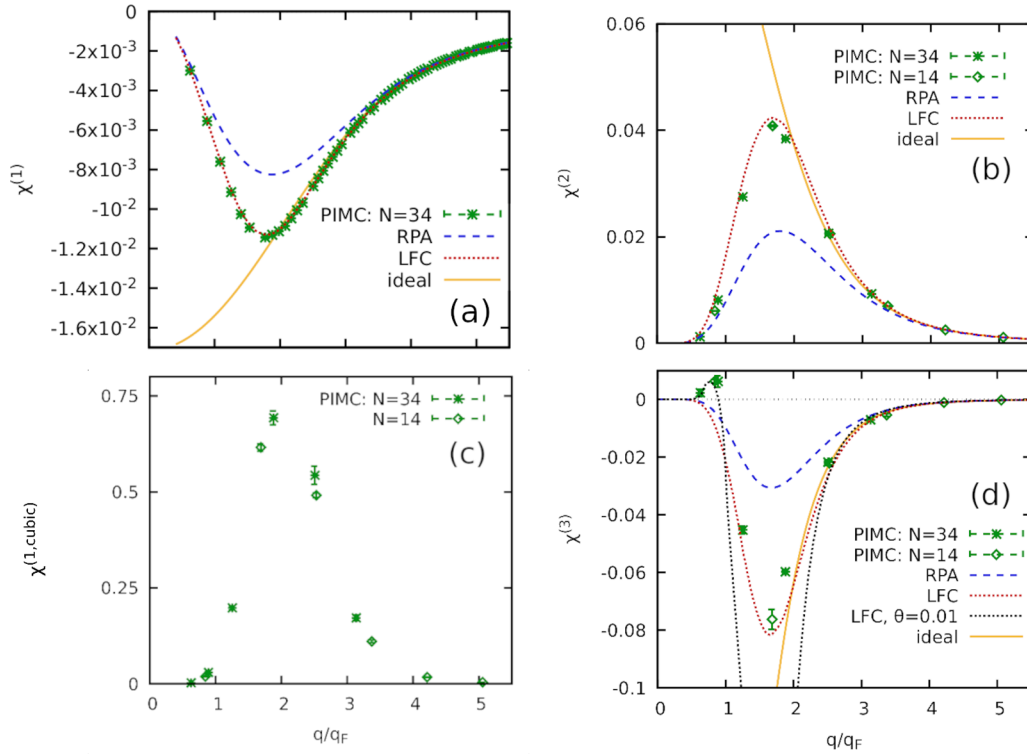 0
-2x10⁻³
-4x10⁻³
-6x10⁻³
-8x10⁻³
-10⁻²
-1.2x10⁻²
-1.4x10⁻²
-1.6x10⁻²
χ⁽¹⁾
PIMC: N=34
RPA
LFC
ideal
(a)
0.06
0.04
0.02
0
χ⁽²⁾
PIMC: N=34
PIMC: N=14
RPA
LFC
ideal
(b)
0.75
0.5
0.25
0
χ⁽¹,ᶜᵘᵇⁱᶜ⁾
PIMC: N=34
N=14
(c)
0 1 2 3 4 5
q/q_F
0
-0.02
-0.04
-0.06
-0.08
-0.1
χ⁽³⁾
(d)
PIMC: N=34
PIMC: N=14
RPA
LFC
LFC, θ=0.01
ideal
0 1 2 3 4 5
q/q_F